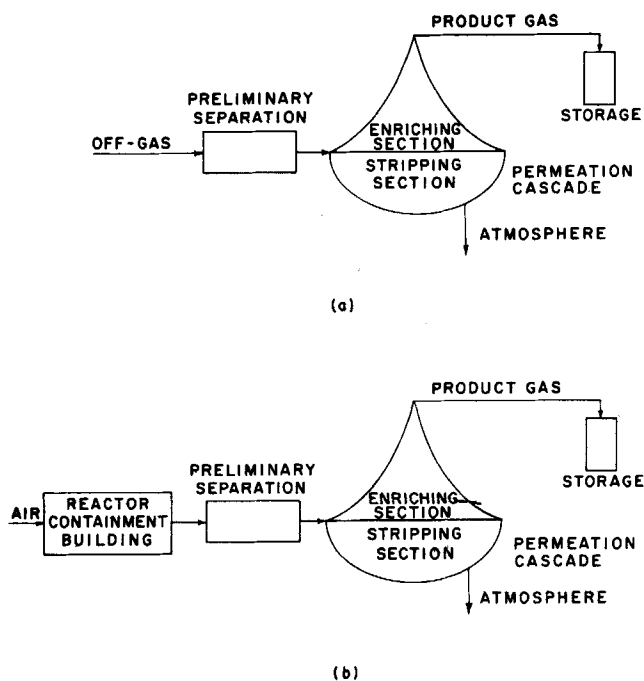 PRODUCT GAS
STORAGE
PRELIMINARY
SEPARATION
OFF-GAS
ENRICHING
SECTION
STRIPPING
SECTION
PERMEATION
CASCADE
ATMOSPHERE
(a)
PRODUCT GAS
STORAGE
PRELIMINARY
SEPARATION
AIR
REACTOR
CONTAINMENT
BUILDING
ENRICHING
SECTION
STRIPPING
SECTION
PERMEATION
CASCADE
ATMOSPHERE
(b)